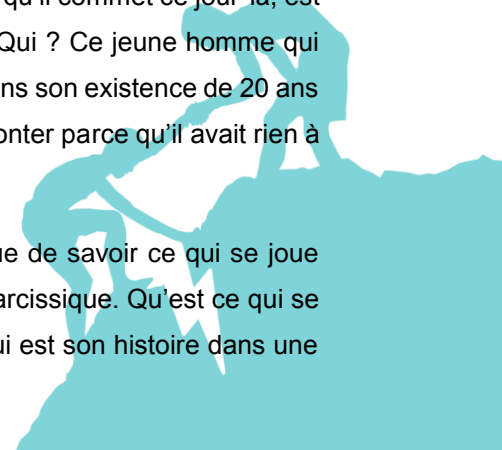 qu'il commet ce jour-là, est
Qui ? Ce jeune homme qui
ns son existence de 20 ans
onter parce qu'il avait rien à
ue de savoir ce qui se joue
arcissique. Qu'est ce qui se
ui est son histoire dans une